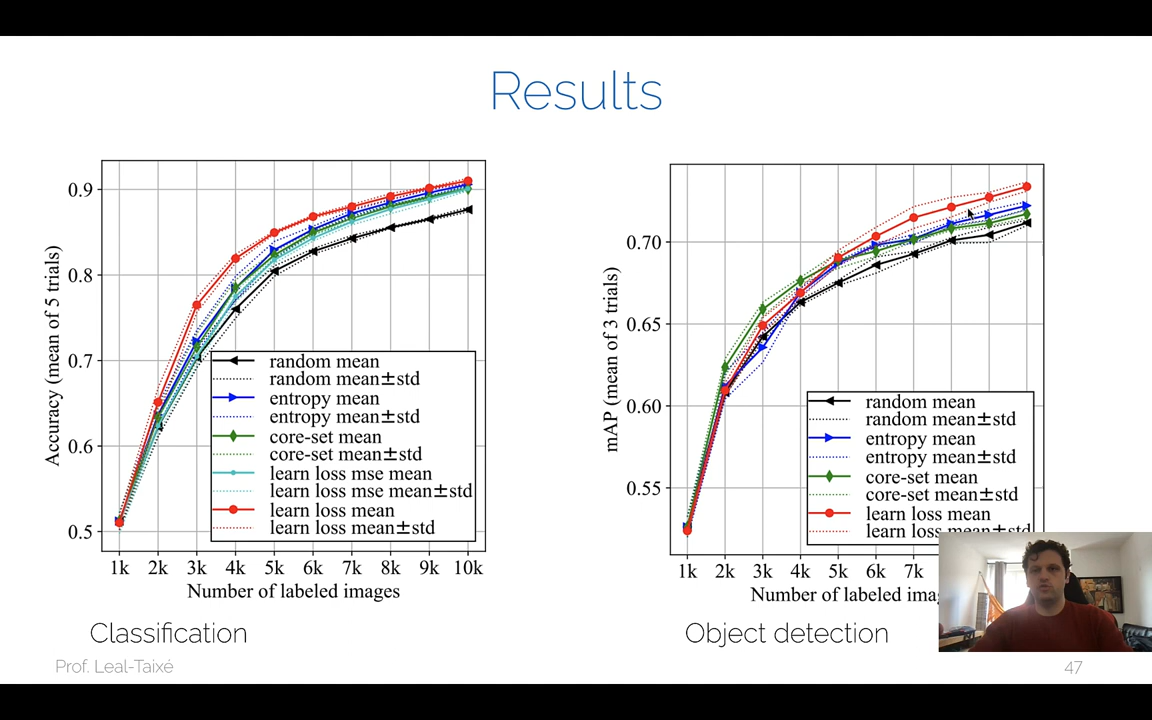 Results
0.9
0.8
0.7
0.6
0.5
Accuracy (mean of 5 trials)
random mean
random mean±std
entropy mean
entropy mean±std
core-set mean
core-set mean±std
learn loss mse mean
learn loss mse mean±std
learn loss mean
learn loss mean±std
1k 2k 3k 4k 5k 6k 7k 8k 9k 10k
Number of labeled images
Classification
0.70
0.65
0.60
0.55
mAP (mean of 3 trials)
random mean
random mean±std
entropy mean
entropy mean±std
core-set mean
core-set mean±std
learn loss mean
learn loss mean±std
1k 2k 3k 4k 5k 6k 7k
Number of labeled
Object detection
Prof. Leal-Taixé
47